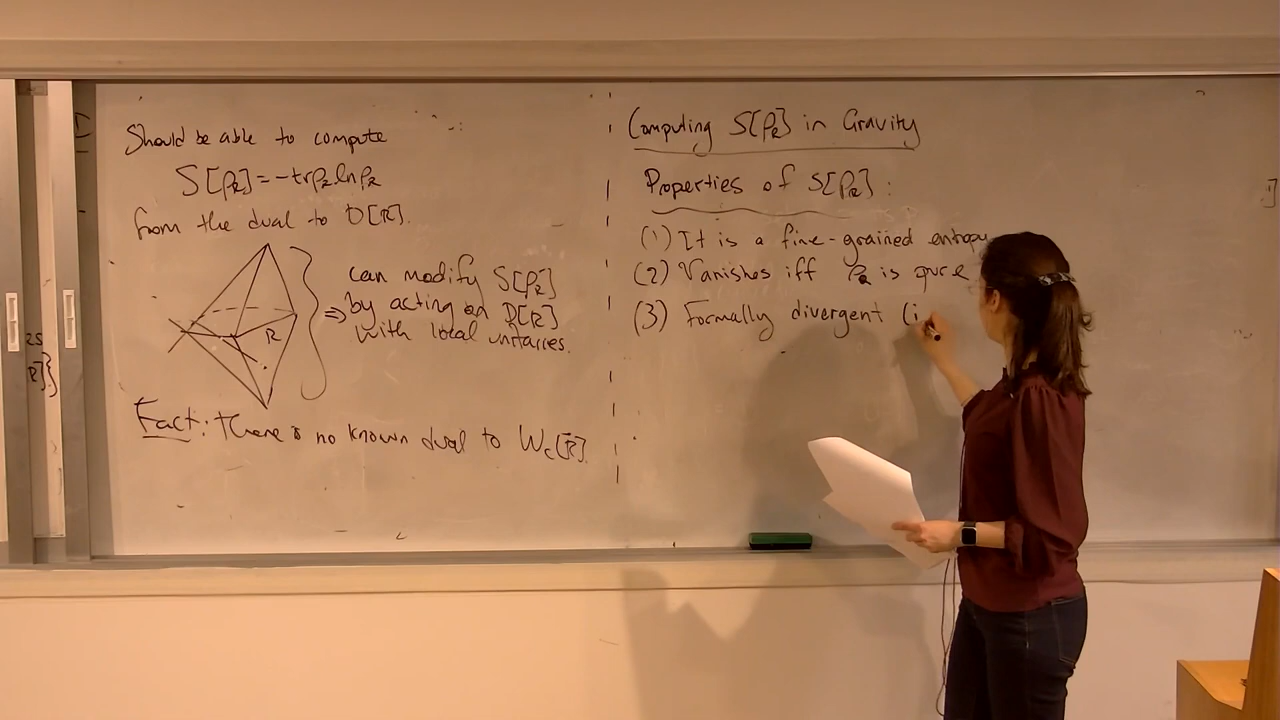 Should be able to compute
S[ρ_R] = -tr ρ_R ln ρ_R
from the dual to D[R].
R
can modify S[ρ_R]
⇒ by acting on D[R]
with local unitaries.
Fact: There is no known dual to W_C[R].
Computing S[ρ_R] in Gravity
Properties of S[ρ_R]:
(1) It is a fine-grained entropy
(2) Vanishes iff ρ_R is pure
(3) Formally divergent (i